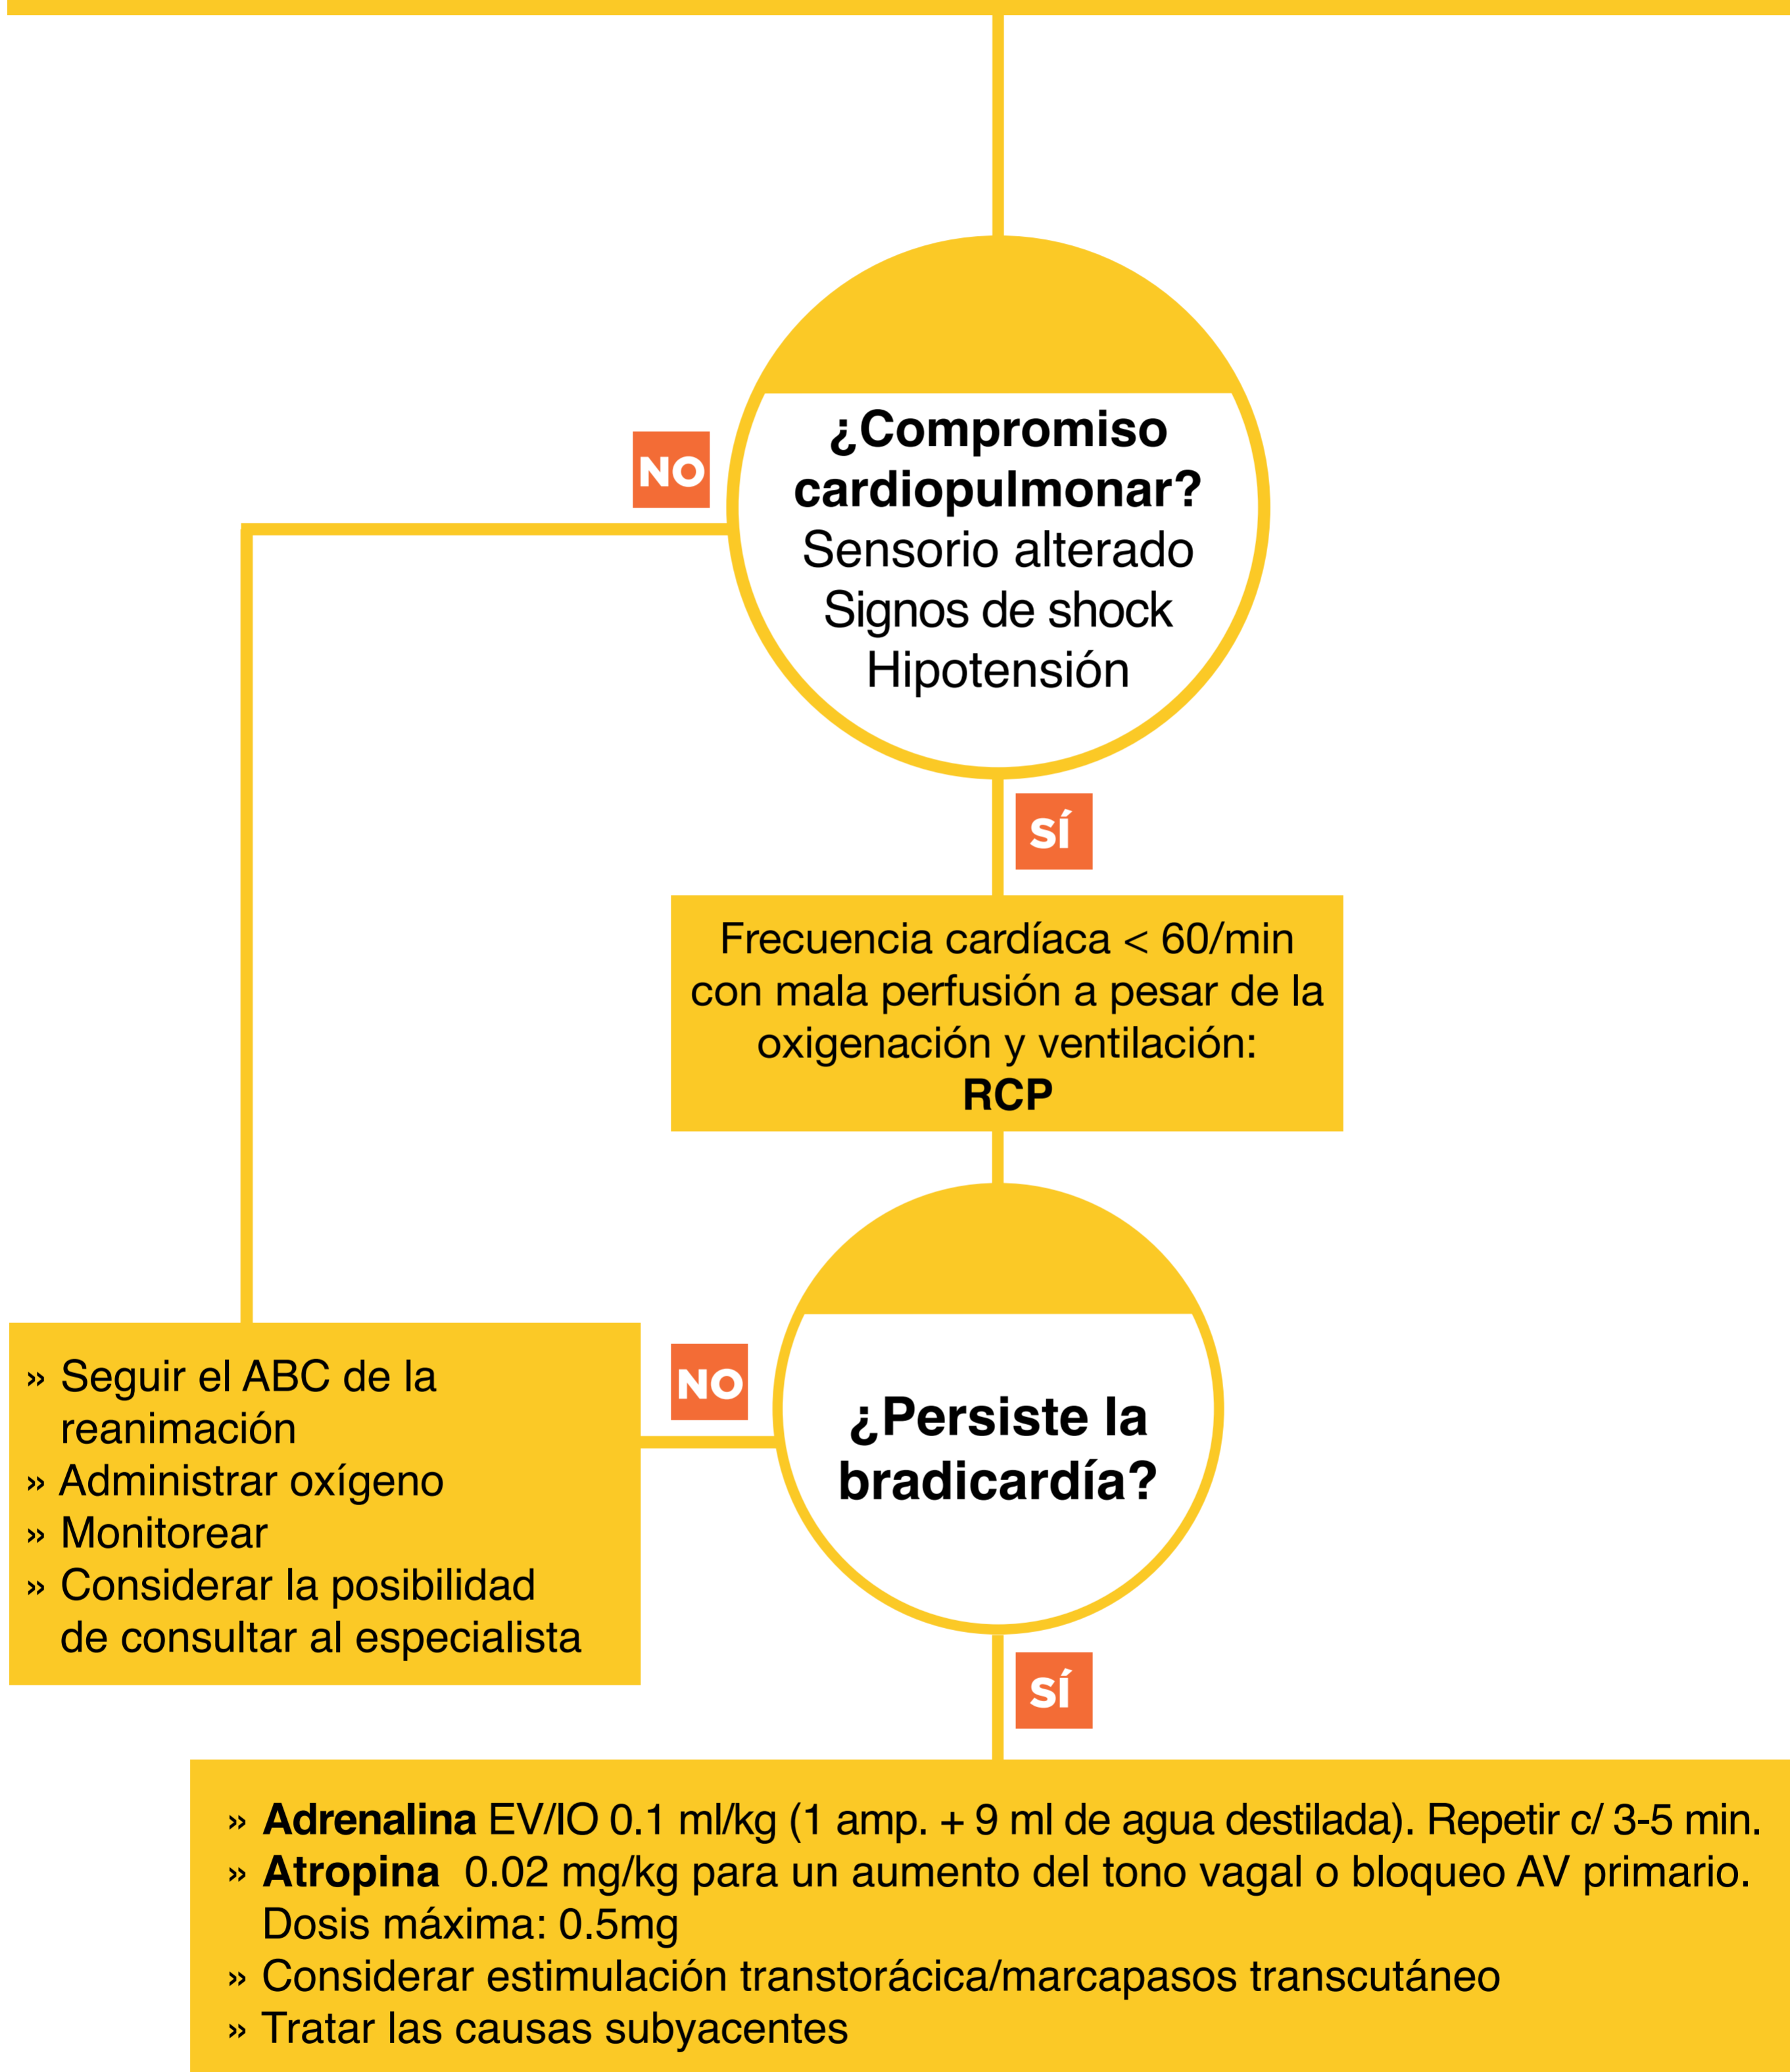 ¿Compromiso
cardiopulmonar?
Sensorio alterado
Signos de shock
Hipotensión
NO
SÍ
Frecuencia cardíaca < 60/min
con mala perfusión a pesar de la
oxigenación y ventilación:
RCP
» Seguir el ABC de la
reanimación
» Administrar oxígeno
» Monitorear
» Considerar la posibilidad
de consultar al especialista
NO
¿Persiste la
bradicardía?
SÍ
» Adrenalina EV/IO 0.1 ml/kg (1 amp. + 9 ml de agua destilada). Repetir c/ 3-5 min.
» Atropina 0.02 mg/kg para un aumento del tono vagal o bloqueo AV primario.
Dosis máxima: 0.5mg
» Considerar estimulación transtorácica/marcapasos transcutáneo
» Tratar las causas subyacentes